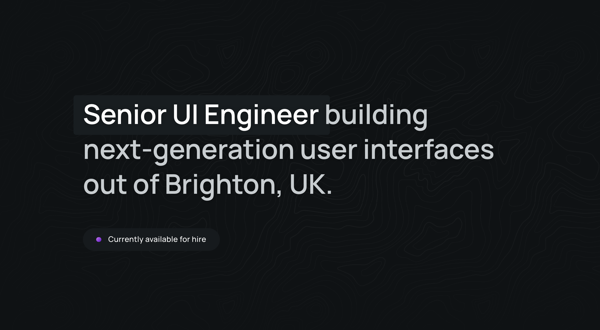 Senior UI Engineer building
next-generation user interfaces
out of Brighton, UK.
Currently available for hire